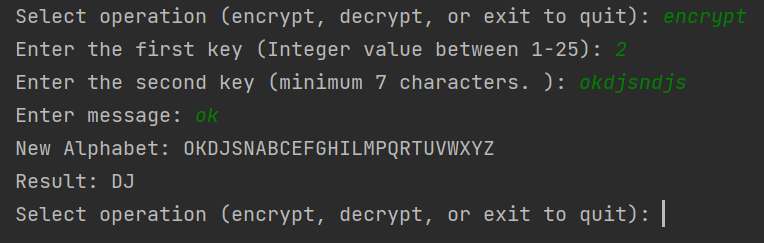 Select operation (encrypt, decrypt, or exit to quit): encrypt
Enter the first key (Integer value between 1-25): 2
Enter the second key (minimum 7 characters. ): okdjsndjs
Enter message: ok
New Alphabet: OKDJSNABCEFGHILMPQRTUVWXYZ
Result: DJ
Select operation (encrypt, decrypt, or exit to quit):